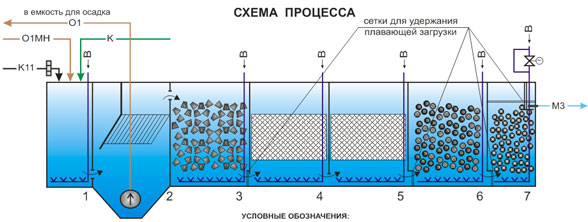 СХЕМА ПРОЦЕССА
в емкость для осадка
О1
О1МН
К
К11
В
В
В
В
В
В
сетки для удержания
плавающей загрузки
М3
1
2
3
4
5
6
7
УСЛОВНЫЕ ОБОЗНАЧЕНИЯ: